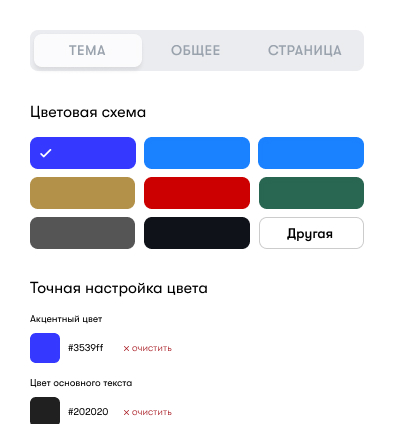 ТЕМА ОБЩЕЕ СТРАНИЦА
Цветовая схема
Другая
Точная настройка цвета
Акцентный цвет
#3539ff × ОЧИСТИТЬ
Цвет основного текста
#202020 × ОЧИСТИТЬ